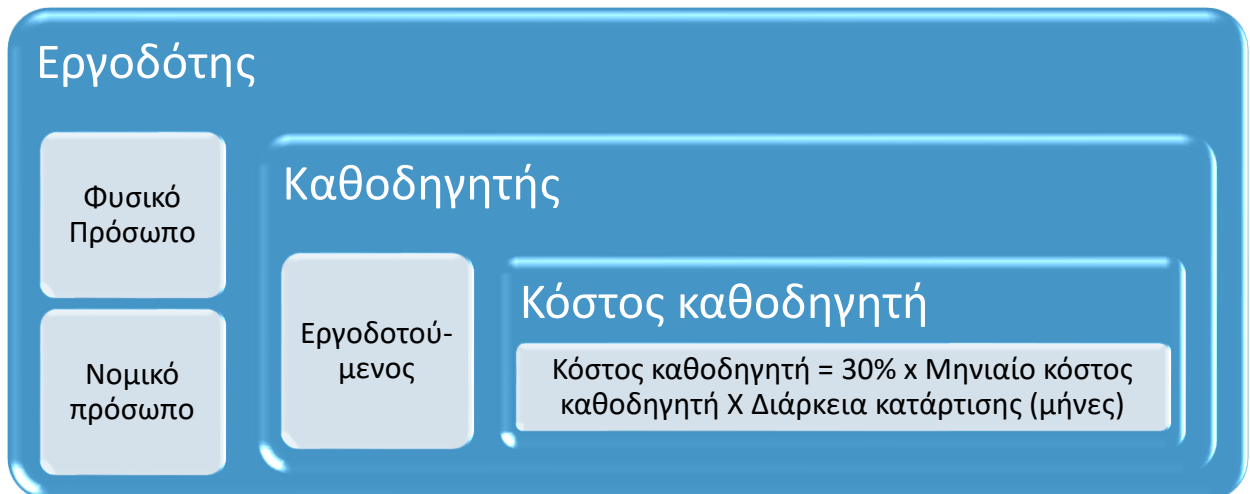 Εργοδότης
Φυσικό
Πρόσωπο
Νομικό
πρόσωπο
Καθοδηγητής
Εργοδοτού-
μενος
Κόστος καθοδηγητή
Κόστος καθοδηγητή = 30% x Μηνιαίο κόστος
καθοδηγητή Χ Διάρκεια κατάρτισης (μήνες)